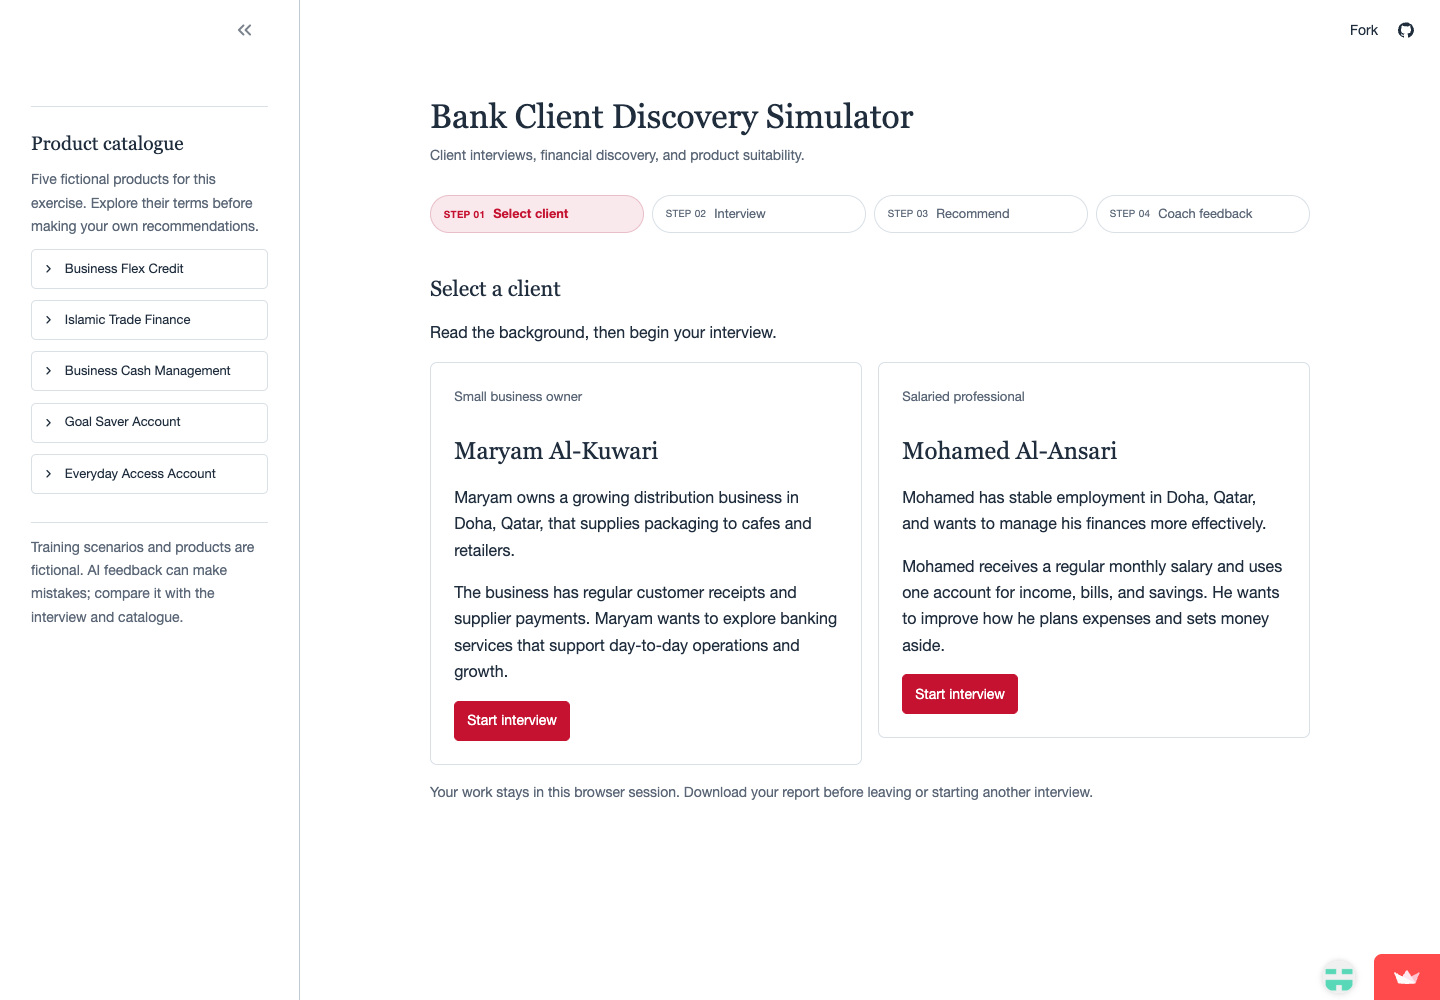 Fork
Product catalogue
Five fictional products for this
exercise. Explore their terms before
making your own recommendations.
Business Flex Credit
Islamic Trade Finance
Business Cash Management
Goal Saver Account
Everyday Access Account
Training scenarios and products are
fictional. AI feedback can make
mistakes; compare it with the
interview and catalogue.
Bank Client Discovery Simulator
Client interviews, financial discovery, and product suitability.
STEP 01 Select client
STEP 02 Interview
STEP 03 Recommend
STEP 04 Coach feedback
Select a client
Read the background, then begin your interview.
Small business owner
Maryam Al-Kuwari
Maryam owns a growing distribution business in
Doha, Qatar, that supplies packaging to cafes and
retailers.
The business has regular customer receipts and
supplier payments. Maryam wants to explore banking
services that support day-to-day operations and
growth.
Start interview
Salaried professional
Mohamed Al-Ansari
Mohamed has stable employment in Doha, Qatar,
and wants to manage his finances more effectively.
Mohamed receives a regular monthly salary and uses
one account for income, bills, and savings. He wants
to improve how he plans expenses and sets money
aside.
Start interview
Your work stays in this browser session. Download your report before leaving or starting another interview.